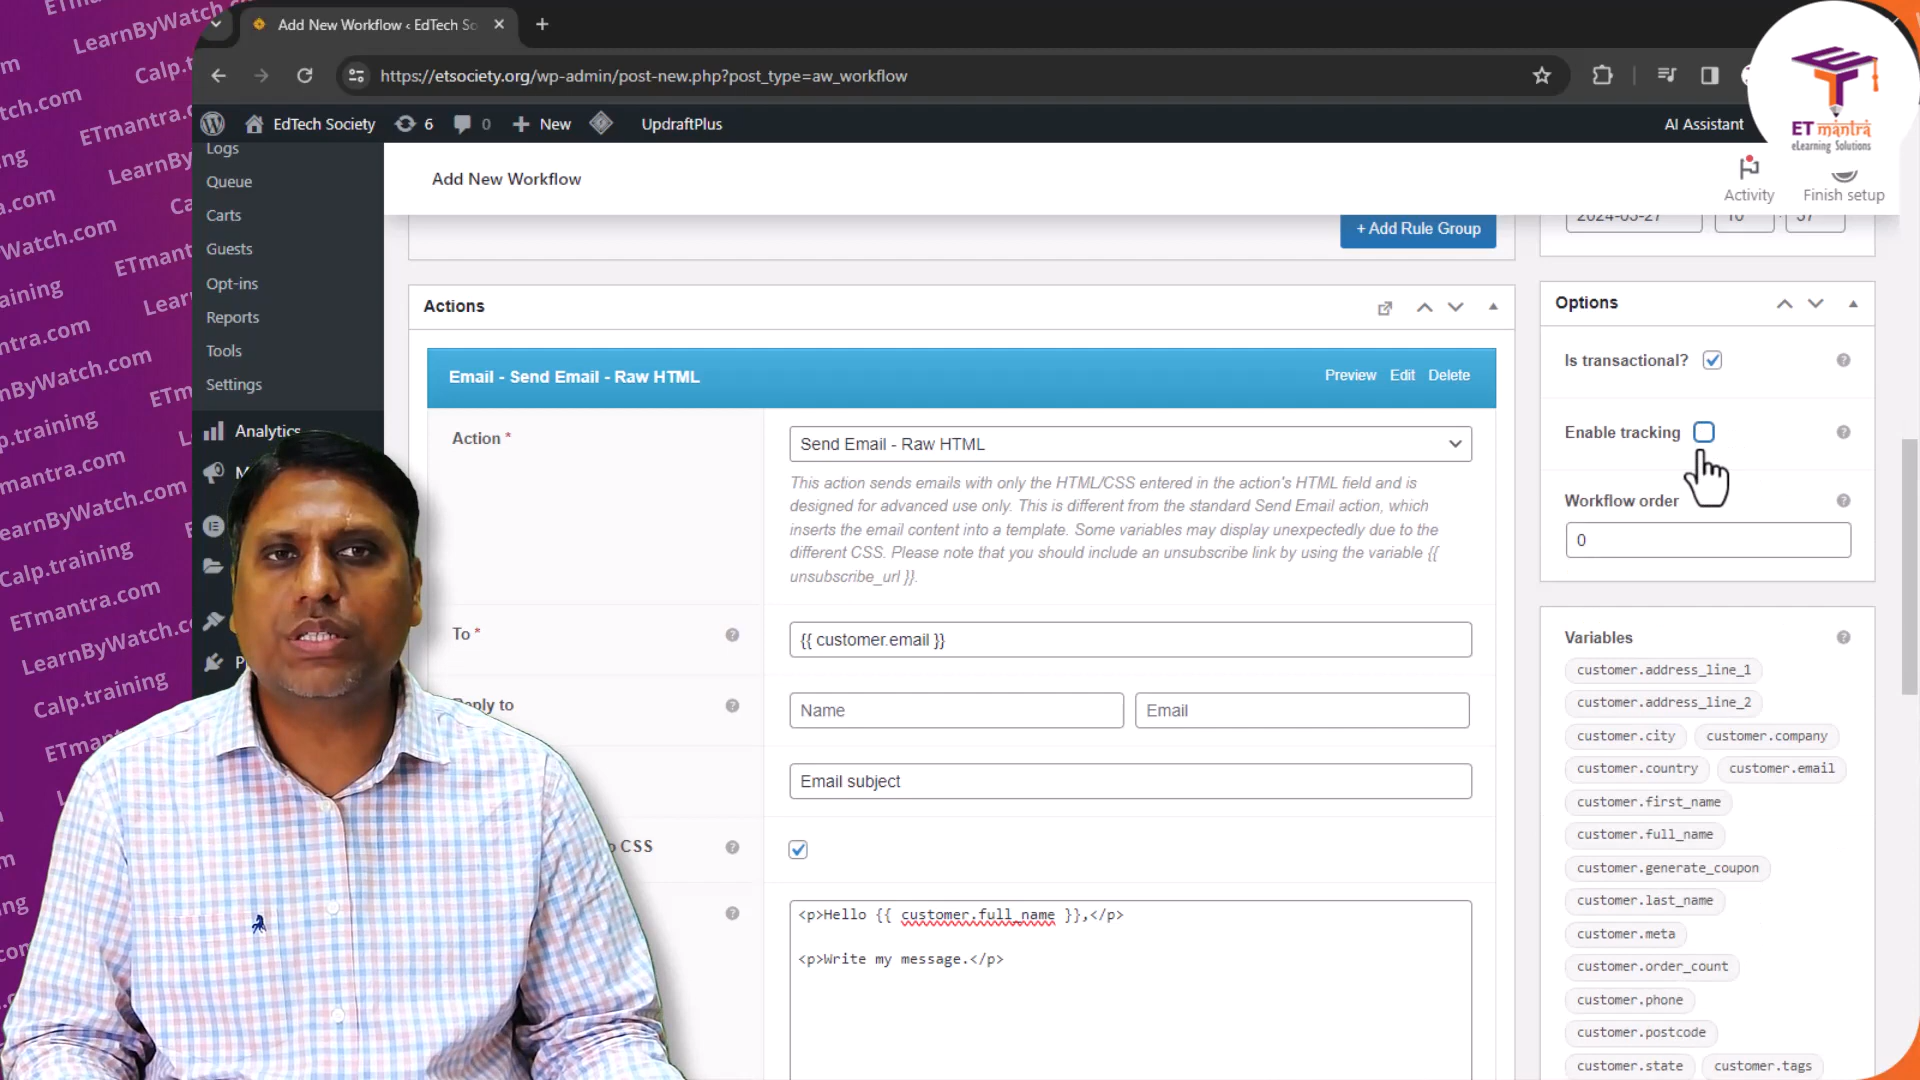 Add New Workflow ‹ EdTech So
https://etsociety.org/wp-admin/post-new.php?post_type=aw_workflow
EdTech Society 6 0 New UpdraftPlus AI Assistant
ET mantra
eLearning Solutions
Logs
Queue
Carts
Guests
Opt-ins
Reports
Tools
Settings
Analytics
Add New Workflow
Activity
Finish setup
+ Add Rule Group
Actions
Email - Send Email - Raw HTML
Preview Edit Delete
Action *
Send Email - Raw HTML
This action sends emails with only the HTML/CSS entered in the action's HTML field and is
designed for advanced use only. This is different from the standard Send Email action, which
inserts the email content into a template. Some variables may display unexpectedly due to the
different CSS. Please note that you should include an unsubscribe link by using the variable {{
unsubscribe_url }}.
To *
{{ customer.email }}
Reply to
Name
Email
Email subject
CSS
<p>Hello {{ customer.full_name }},</p>
<p>Write my message.</p>
Options
Is transactional?
Enable tracking
Workflow order
0
Variables
customer.address_line_1
customer.address_line_2
customer.city customer.company
customer.country customer.email
customer.first_name
customer.full_name
customer.generate_coupon
customer.last_name
customer.meta
customer.order_count
customer.phone
customer.postcode
customer.state customer.tags
LearnByWatch.com
Calp.training
ETmantra.com